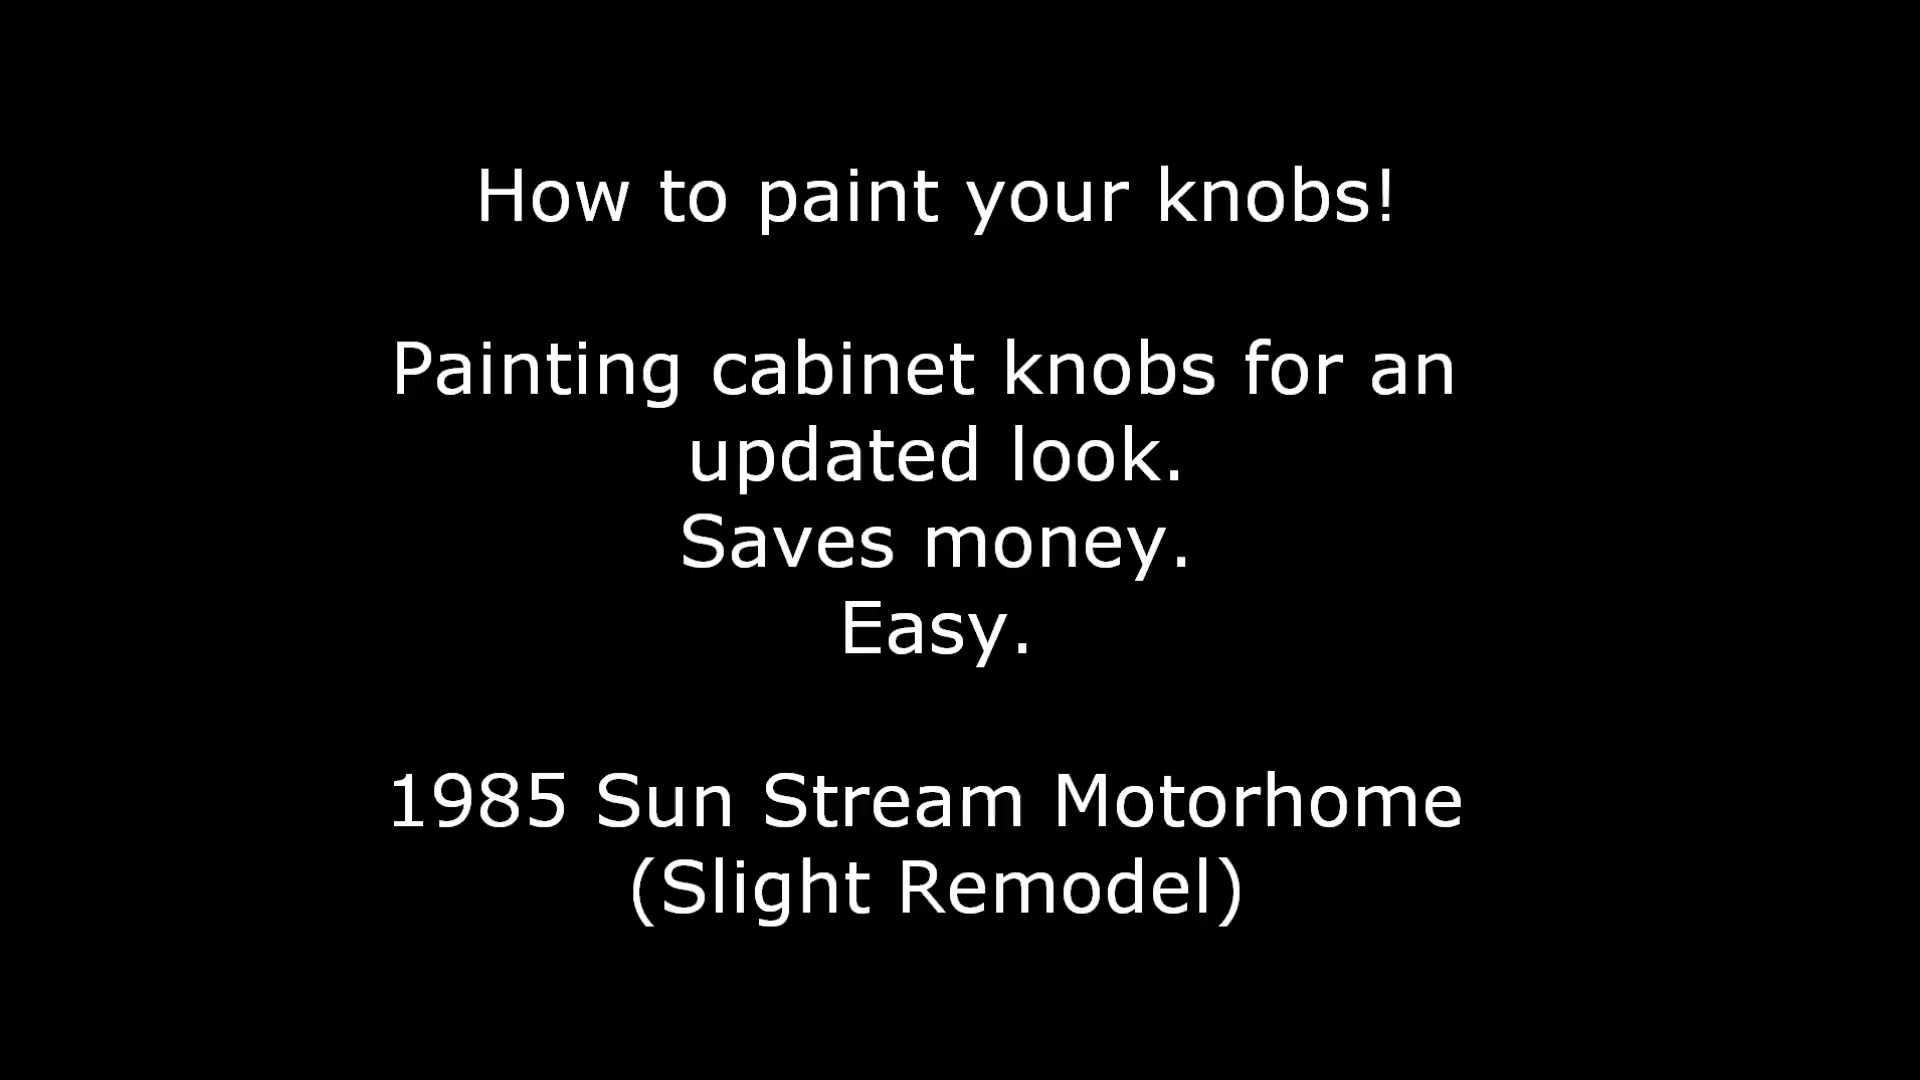 How to paint your knobs!
Painting cabinet knobs for an
updated look.
Saves money.
Easy.
1985 Sun Stream Motorhome
(Slight Remodel)